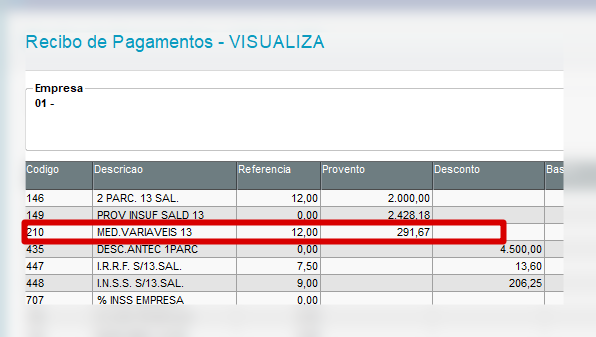 Recibo de Pagamentos - VISUALIZA
Empresa
01 -
Codigo Descricao Referencia Provento Desconto Bas
146 2 PARC. 13 SAL. 12,00 2.000,00
149 PROV INSUF SALD 13 0,00 2.428,18
210 MED.VARIAVEIS 13 12,00 291,67
435 DESC.ANTEC 1PARC 0,00 4.500,00
447 I.R.R.F. S/13.SAL. 7,50 13,60
448 I.N.S.S. S/13.SAL. 9,00 206,25
707 % INSS EMPRESA 0,00